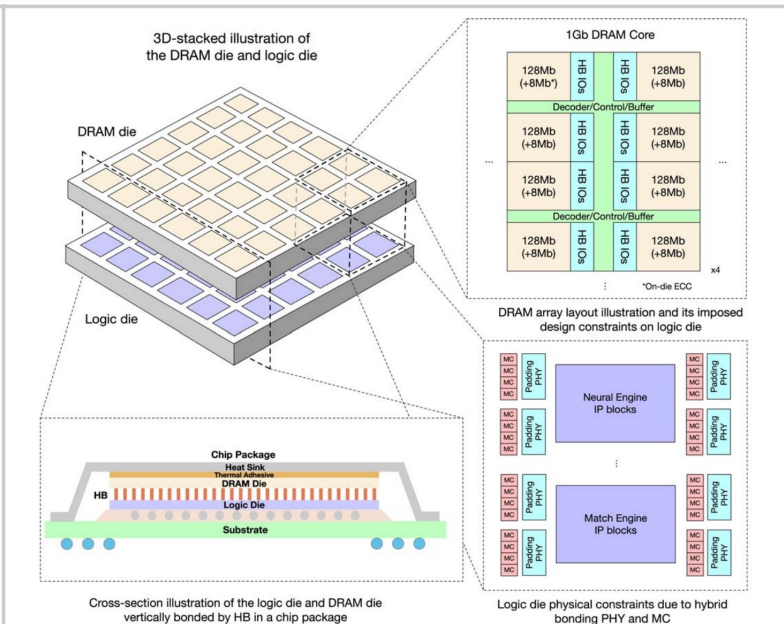 3D-stacked illustration of
the DRAM die and logic die
DRAM die
Logic die
1Gb DRAM Core
128Mb
(+8Mb*)
HB IOs
HB IOs
128Mb
(+8Mb)
Decoder/Control/Buffer
128Mb
(+8Mb)
HB IOs
HB IOs
128Mb
(+8Mb)
...
...
128Mb
(+8Mb)
HB IOs
HB IOs
128Mb
(+8Mb)
Decoder/Control/Buffer
128Mb
(+8Mb)
HB IOs
HB IOs
128Mb
(+8Mb)
x4
...
*On-die ECC
DRAM array layout illustration and its imposed
design constraints on logic die
Chip Package
Heat Sink
Thermal Adhesive
DRAM Die
HB
Logic Die
Substrate
Cross-section illustration of the logic die and DRAM die
vertically bonded by HB in a chip package
MC
MC
MC
MC
Padding
PHY
MC
MC
MC
MC
Padding
PHY
Neural Engine
IP blocks
MC
MC
MC
MC
Padding
PHY
MC
MC
MC
MC
Padding
PHY
...
MC
MC
MC
MC
Padding
PHY
MC
MC
MC
MC
Padding
PHY
Match Engine
IP blocks
MC
MC
MC
MC
Padding
PHY
MC
MC
MC
MC
Padding
PHY
Logic die physical constraints due to hybrid
bonding PHY and MC